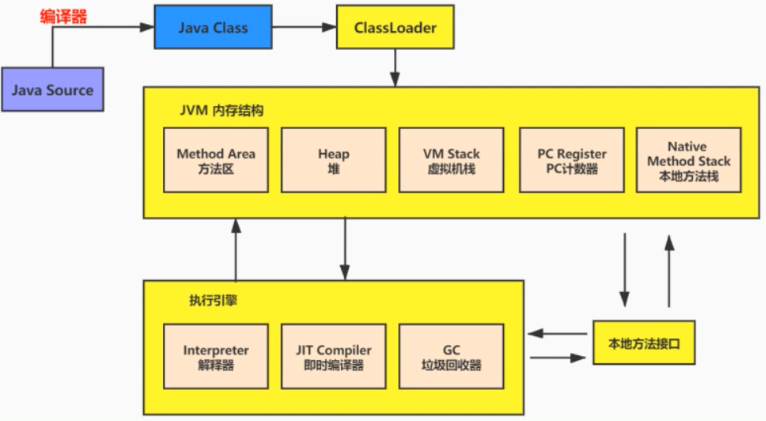 编译器
Java Class
ClassLoader
Java Source
JVM 内存结构
Method Area
方法区
Heap
堆
VM Stack
虚拟机栈
PC Register
PC计数器
Native
Method Stack
本地方法栈
执行引擎
Interpreter
解释器
JIT Compiler
即时编译器
GC
垃圾回收器
本地方法接口